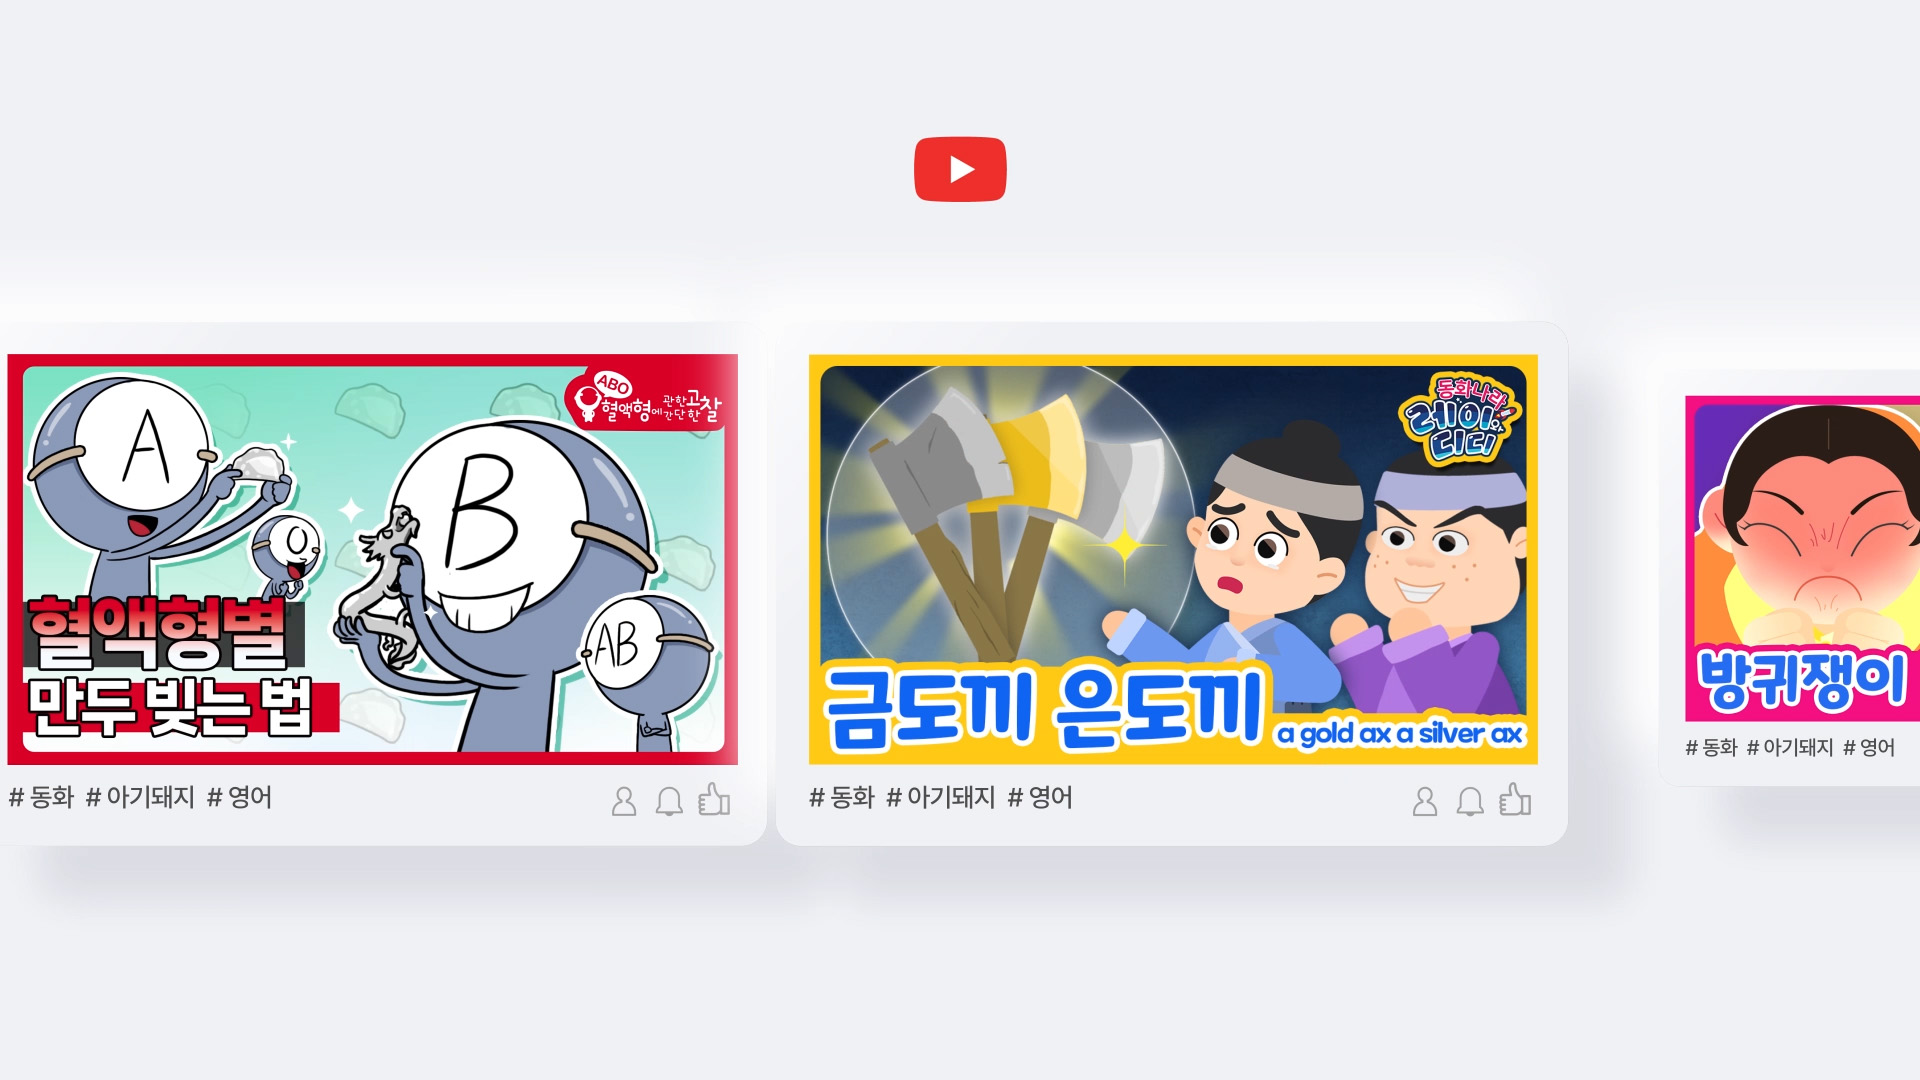 A
B
O
AB
ABO
혈액형에
관한
간단한
고찰
혈액형별
만두 빚는 법
# 동화 # 아기돼지 # 영어
동화나라
레이디디
금도끼 은도끼
a gold ax a silver ax
# 동화 # 아기돼지 # 영어
방귀쟁이
# 동화 # 아기돼지 # 영어